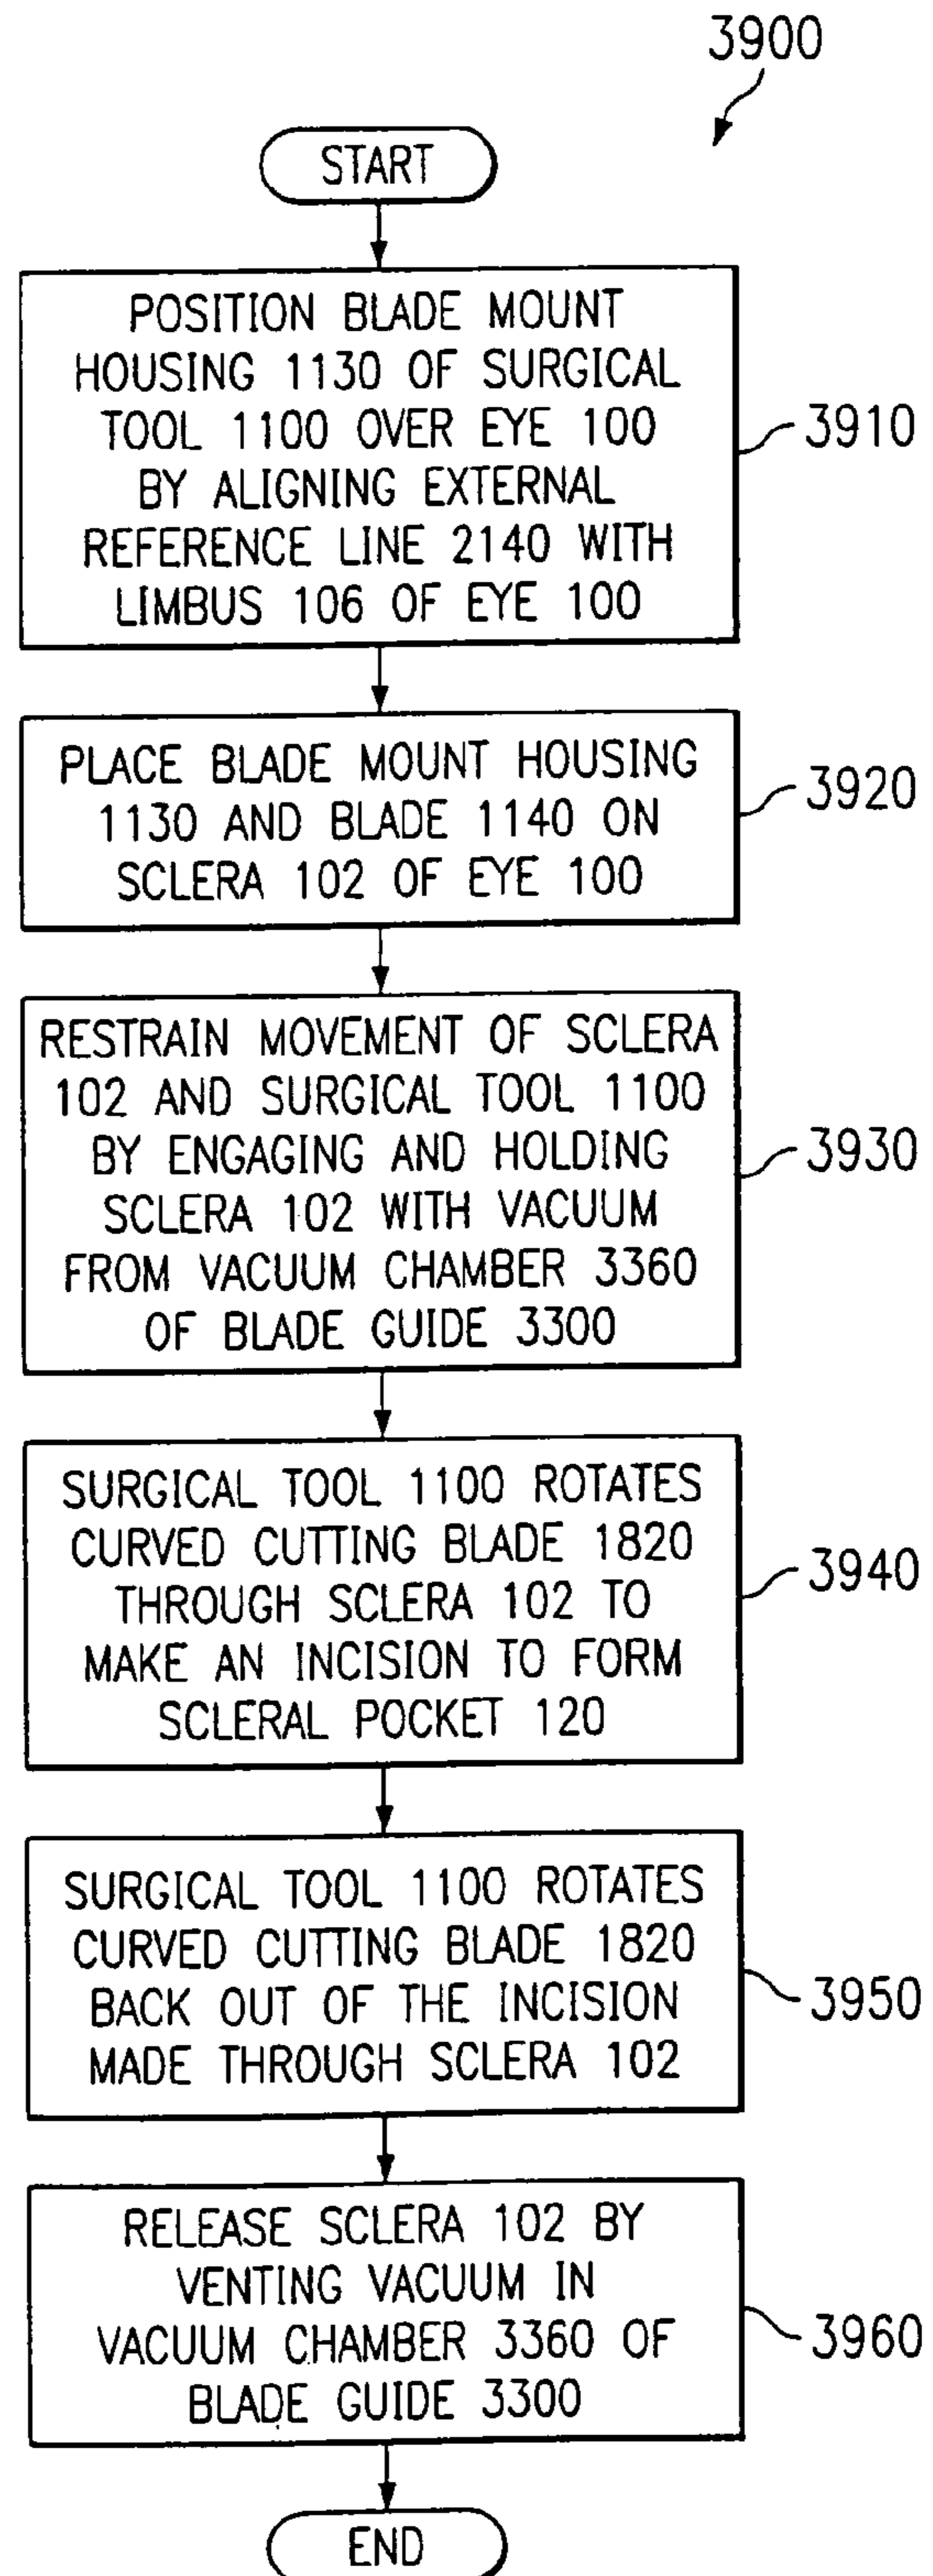 3900
START
POSITION BLADE MOUNT
HOUSING 1130 OF SURGICAL
TOOL 1100 OVER EYE 100
BY ALIGNING EXTERNAL
REFERENCE LINE 2140 WITH
LIMBUS 106 OF EYE 100
3910
PLACE BLADE MOUNT HOUSING
1130 AND BLADE 1140 ON
SCLERA 102 OF EYE 100
3920
RESTRAIN MOVEMENT OF SCLERA
102 AND SURGICAL TOOL 1100
BY ENGAGING AND HOLDING
SCLERA 102 WITH VACUUM
FROM VACUUM CHAMBER 3360
OF BLADE GUIDE 3300
3930
SURGICAL TOOL 1100 ROTATES
CURVED CUTTING BLADE 1820
THROUGH SCLERA 102 TO
MAKE AN INCISION TO FORM
SCLERAL POCKET 120
3940
SURGICAL TOOL 1100 ROTATES
CURVED CUTTING BLADE 1820
BACK OUT OF THE INCISION
MADE THROUGH SCLERA 102
3950
RELEASE SCLERA 102 BY
VENTING VACUUM IN
VACUUM CHAMBER 3360 OF
BLADE GUIDE 3300
3960
END